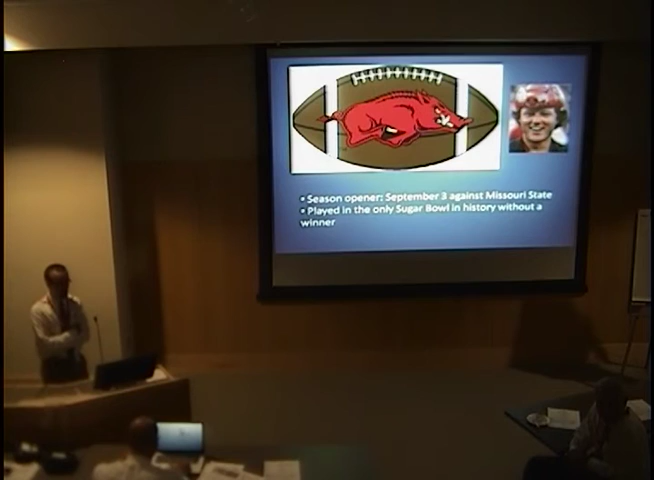 ▪ Season opener: September 3 against Missouri State
▪ Played in the only Sugar Bowl in history without a
winner